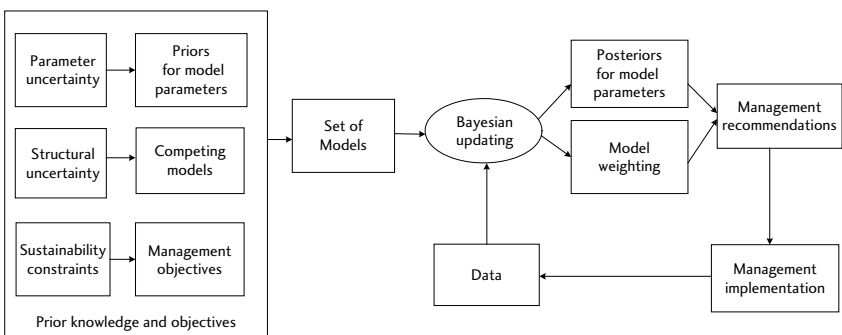 Parameter
uncertainty
Priors
for model
parameters
Structural
uncertainty
Competing
models
Sustainability
constraints
Management
objectives
Prior knowledge and objectives
Set of
Models
Bayesian
updating
Posteriors
for model
parameters
Model
weighting
Management
recommendations
Data
Management
implementation